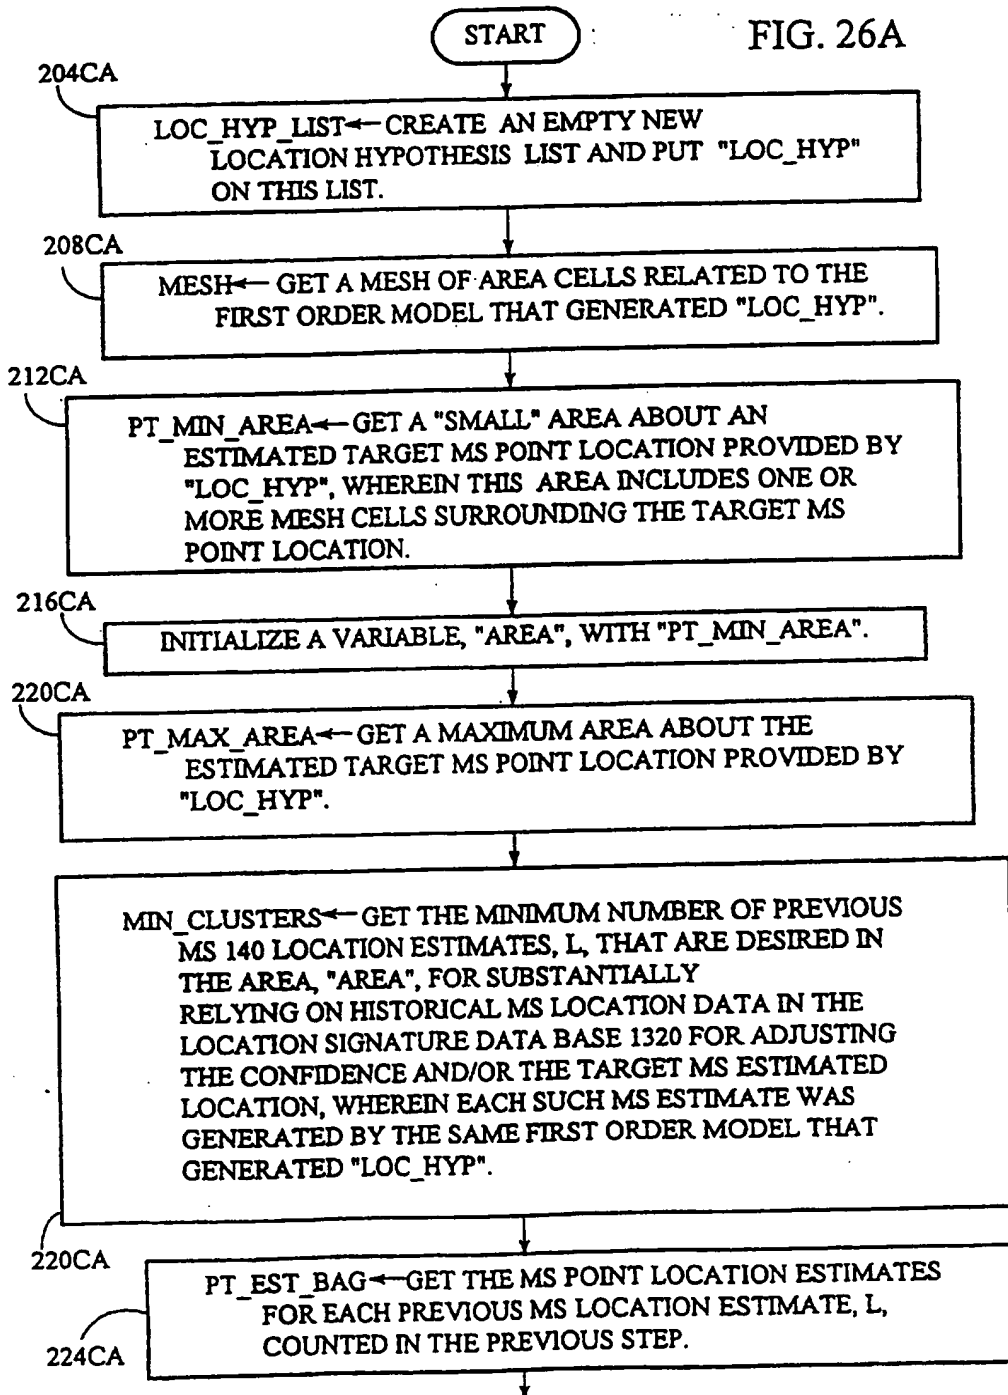 START
FIG. 26A
204CA
LOC_HYP_LIST← CREATE AN EMPTY NEW
LOCATION HYPOTHESIS LIST AND PUT "LOC_HYP"
ON THIS LIST.
208CA
MESH← GET A MESH OF AREA CELLS RELATED TO THE
FIRST ORDER MODEL THAT GENERATED "LOC_HYP".
212CA
PT_MIN_AREA← GET A "SMALL" AREA ABOUT AN
ESTIMATED TARGET MS POINT LOCATION PROVIDED BY
"LOC_HYP", WHEREIN THIS AREA INCLUDES ONE OR
MORE MESH CELLS SURROUNDING THE TARGET MS
POINT LOCATION.
216CA
INITIALIZE A VARIABLE, "AREA", WITH "PT_MIN_AREA".
220CA
PT_MAX_AREA← GET A MAXIMUM AREA ABOUT THE
ESTIMATED TARGET MS POINT LOCATION PROVIDED BY
"LOC_HYP".
MIN_CLUSTERS← GET THE MINIMUM NUMBER OF PREVIOUS
MS 140 LOCATION ESTIMATES, L, THAT ARE DESIRED IN
THE AREA, "AREA", FOR SUBSTANTIALLY
RELYING ON HISTORICAL MS LOCATION DATA IN THE
LOCATION SIGNATURE DATA BASE 1320 FOR ADJUSTING
THE CONFIDENCE AND/OR THE TARGET MS ESTIMATED
LOCATION, WHEREIN EACH SUCH MS ESTIMATE WAS
GENERATED BY THE SAME FIRST ORDER MODEL THAT
GENERATED "LOC_HYP".
220CA
PT_EST_BAG← GET THE MS POINT LOCATION ESTIMATES
FOR EACH PREVIOUS MS LOCATION ESTIMATE, L,
COUNTED IN THE PREVIOUS STEP.
224CA